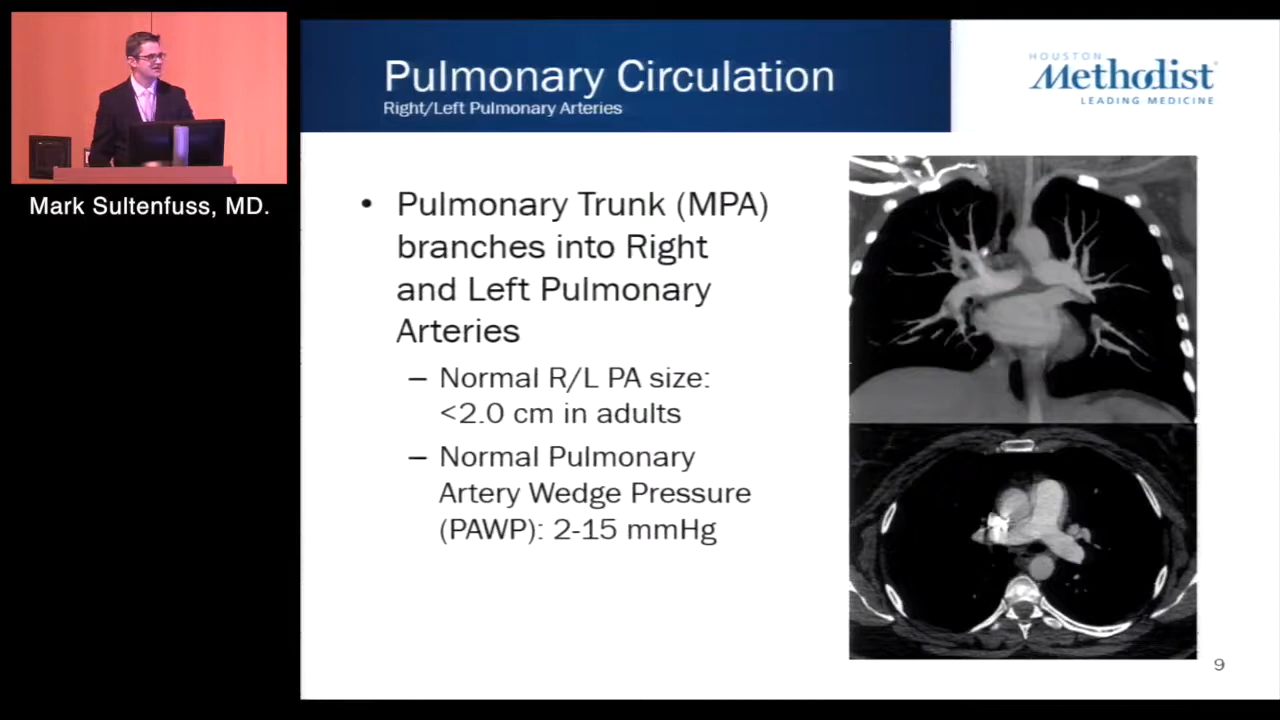 Pulmonary Circulation
Right/Left Pulmonary Arteries
HOUSTON
Methodist
LEADING MEDICINE
Mark Sultenfuss, MD.
• Pulmonary Trunk (MPA)
branches into Right
and Left Pulmonary
Arteries
– Normal R/L PA size:
<2.0 cm in adults
– Normal Pulmonary
Artery Wedge Pressure
(PAWP): 2-15 mmHg
9